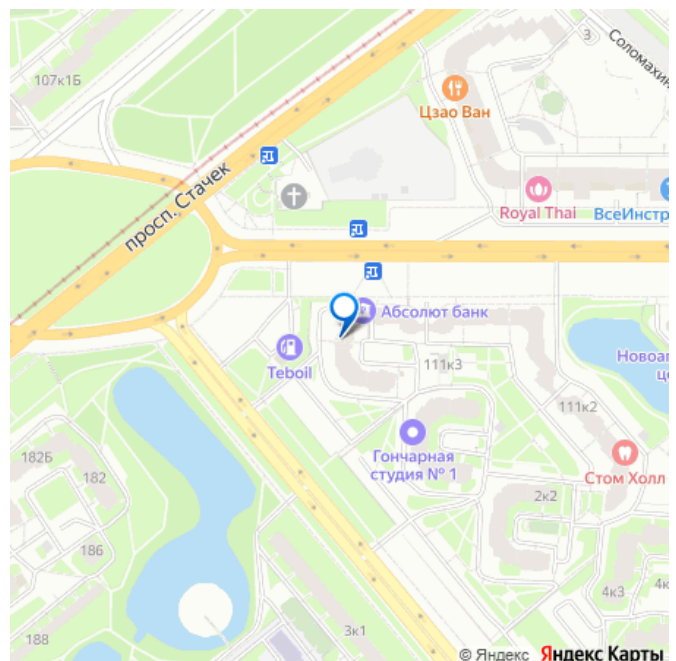 3
Соломахин
107к1Б
Цзао Ван
просп. Стачек
Royal Thai
ВсеИнстр
Абсолют банк
Teboil
111к3
Новоаг
це
111к2
Гончарная
студия № 1
Стом Холл
182Б
182
2к2
186
4к3
4к
188
3к1
© Яндекс Яндекс Карты